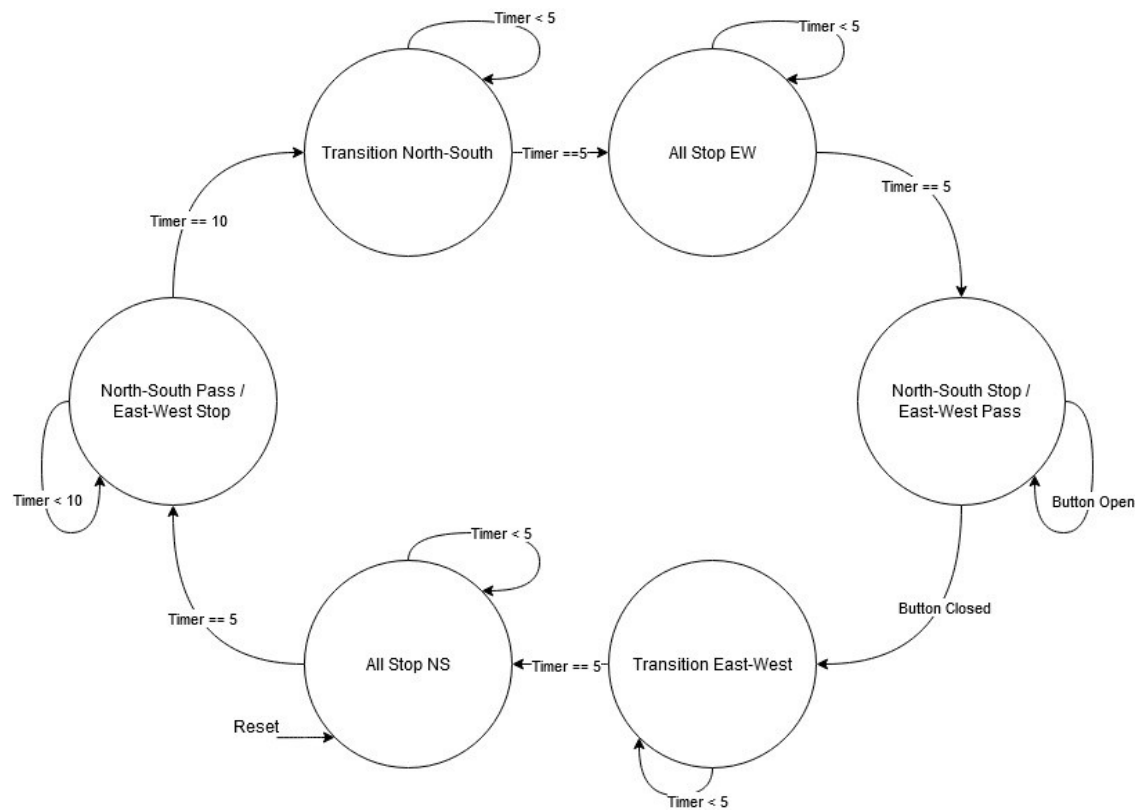 Timer < 5
Timer < 5
Transition North-South
Timer ==5
All Stop EW
Timer == 5
Timer == 10
North-South Pass /
East-West Stop
North-South Stop /
East-West Pass
Timer < 10
Button Open
Timer < 5
Timer == 5
Button Closed
All Stop NS
Timer == 5
Transition East-West
Reset
Timer < 5